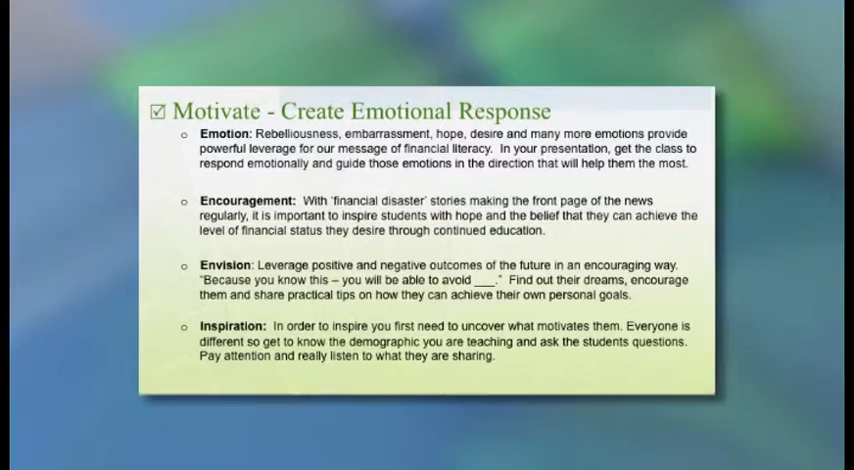 ☑ Motivate - Create Emotional Response
o Emotion: Rebelliousness, embarrassment, hope, desire and many more emotions provide
powerful leverage for our message of financial literacy. In your presentation, get the class to
respond emotionally and guide those emotions in the direction that will help them the most.
o Encouragement: With 'financial disaster' stories making the front page of the news
regularly, it is important to inspire students with hope and the belief that they can achieve the
level of financial status they desire through continued education.
o Envision: Leverage positive and negative outcomes of the future in an encouraging way.
"Because you know this – you will be able to avoid ___." Find out their dreams, encourage
them and share practical tips on how they can achieve their own personal goals.
o Inspiration: In order to inspire you first need to uncover what motivates them. Everyone is
different so get to know the demographic you are teaching and ask the students questions.
Pay attention and really listen to what they are sharing.